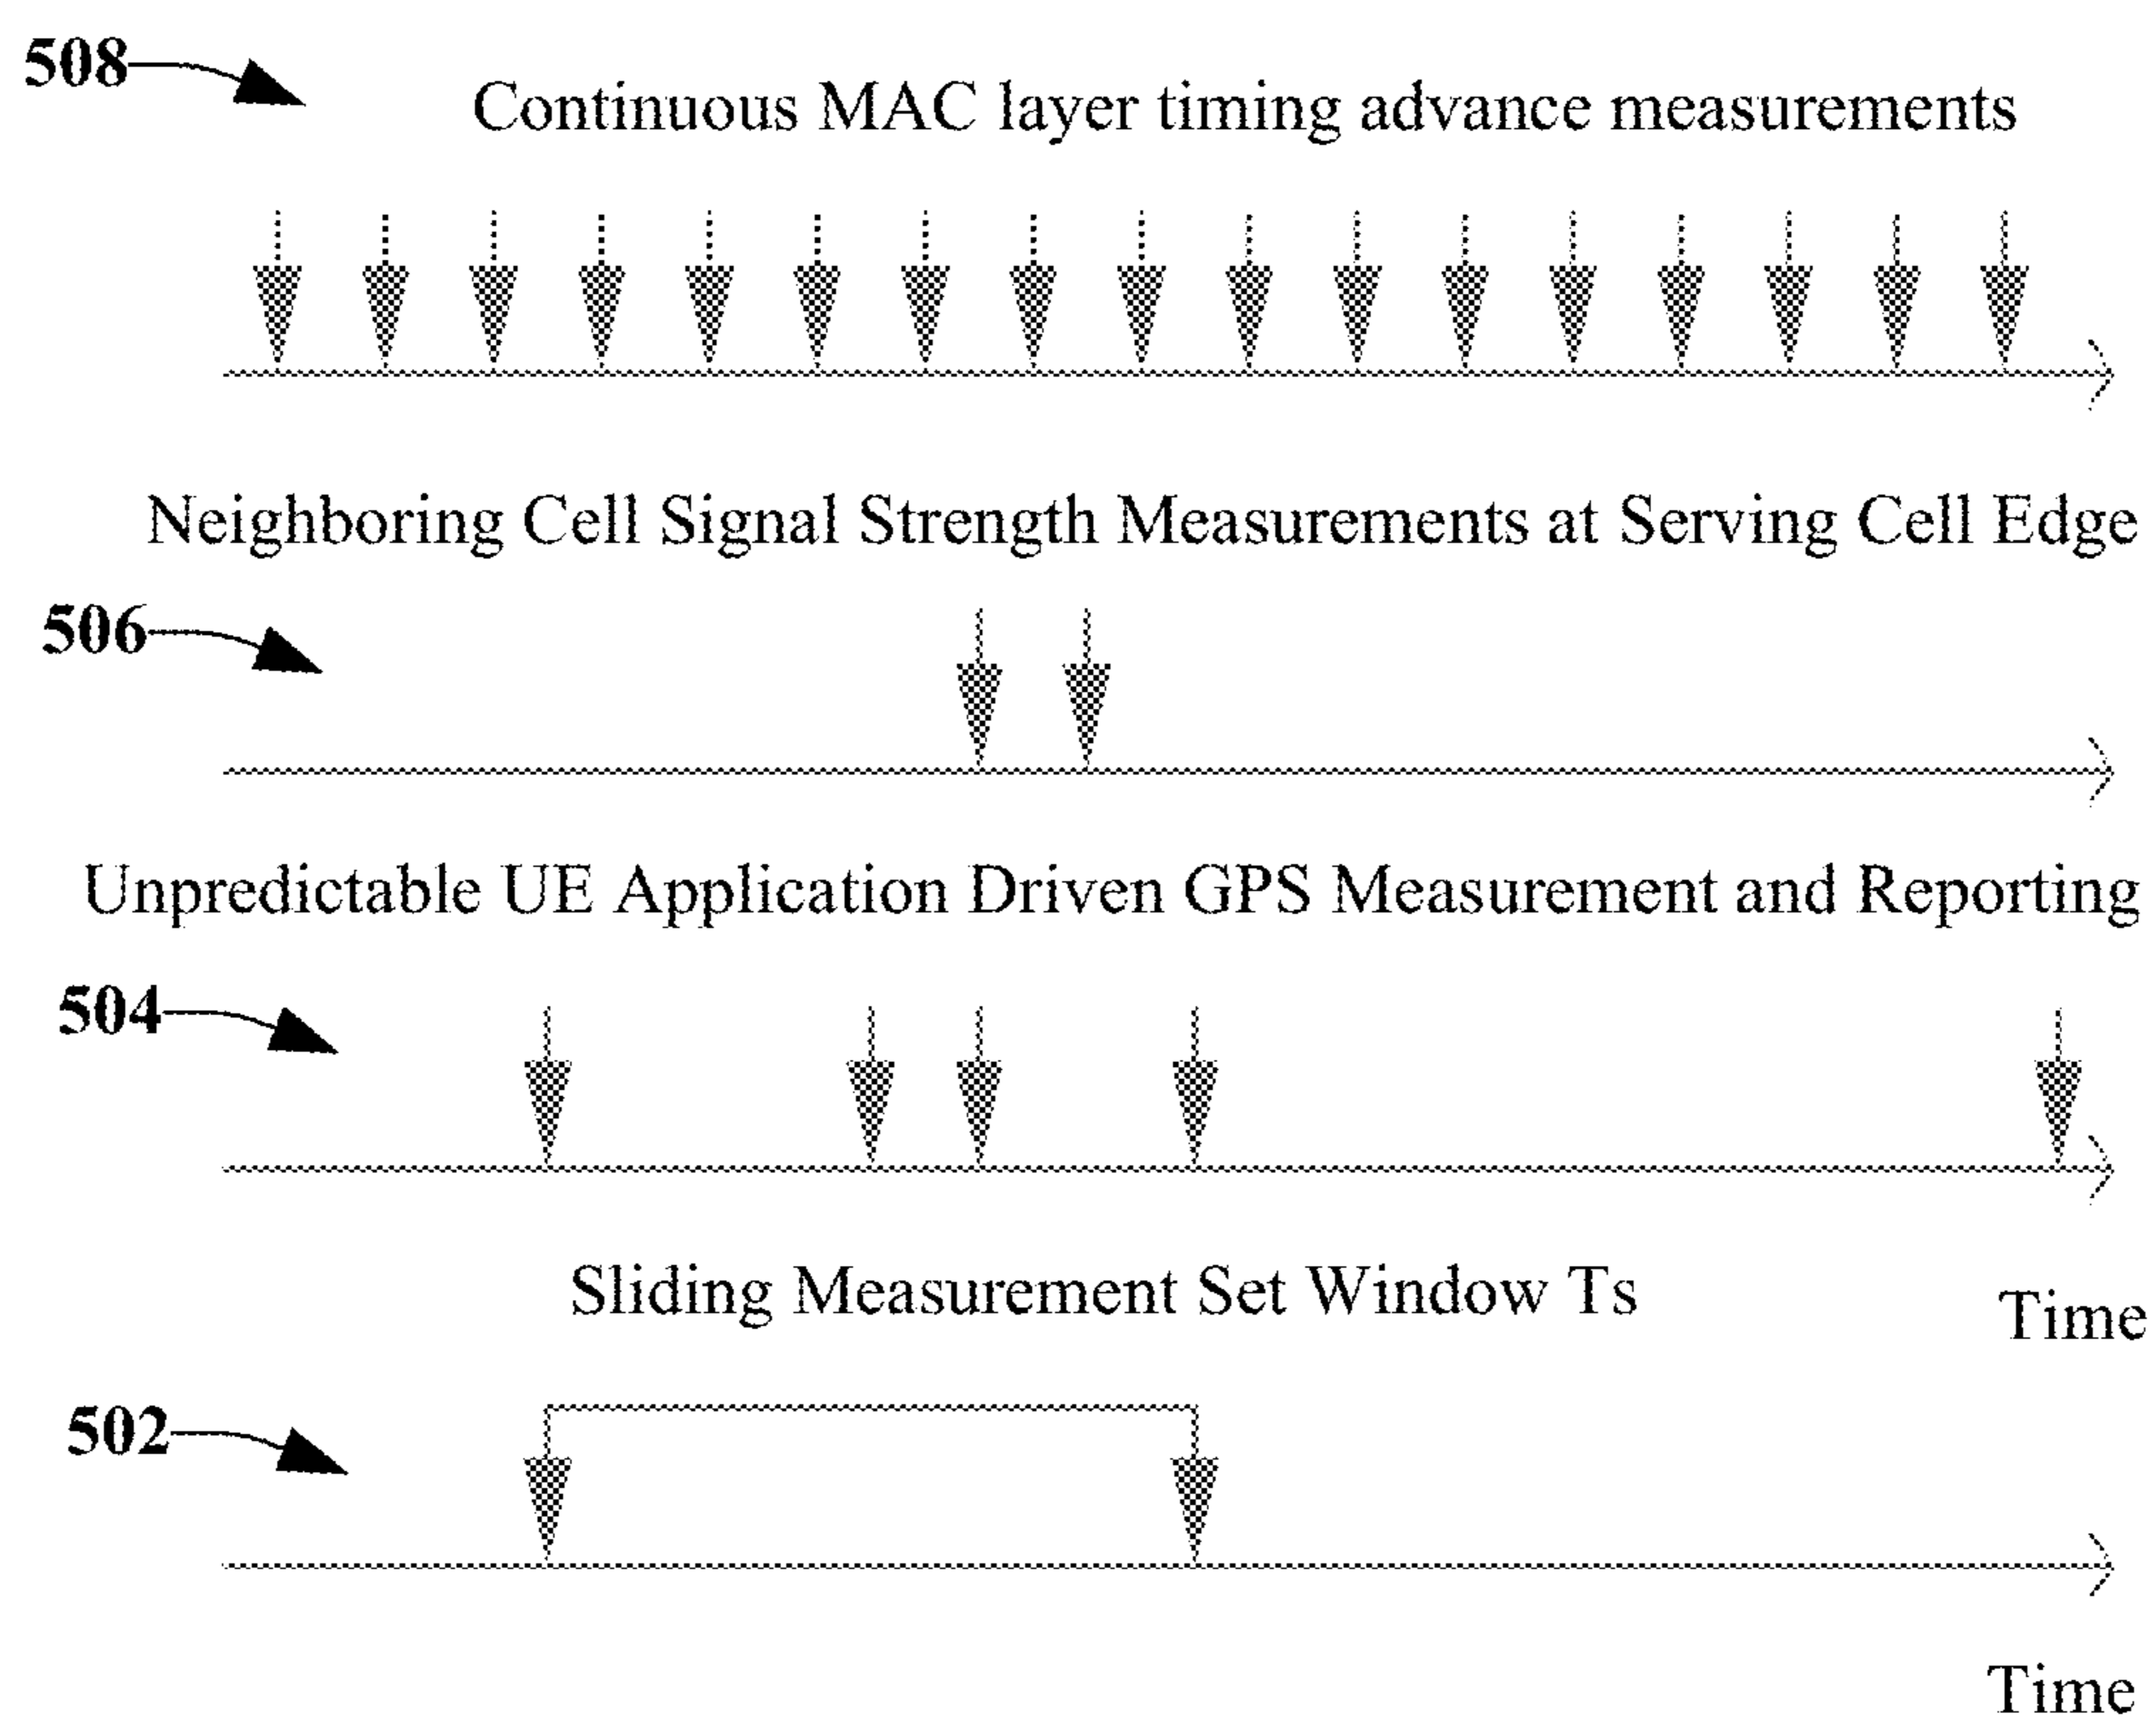 508
Continuous MAC layer timing advance measurements
Neighboring Cell Signal Strength Measurements at Serving Cell Edge
506
Unpredictable UE Application Driven GPS Measurement and Reporting
504
Sliding Measurement Set Window Ts
Time
502
Time